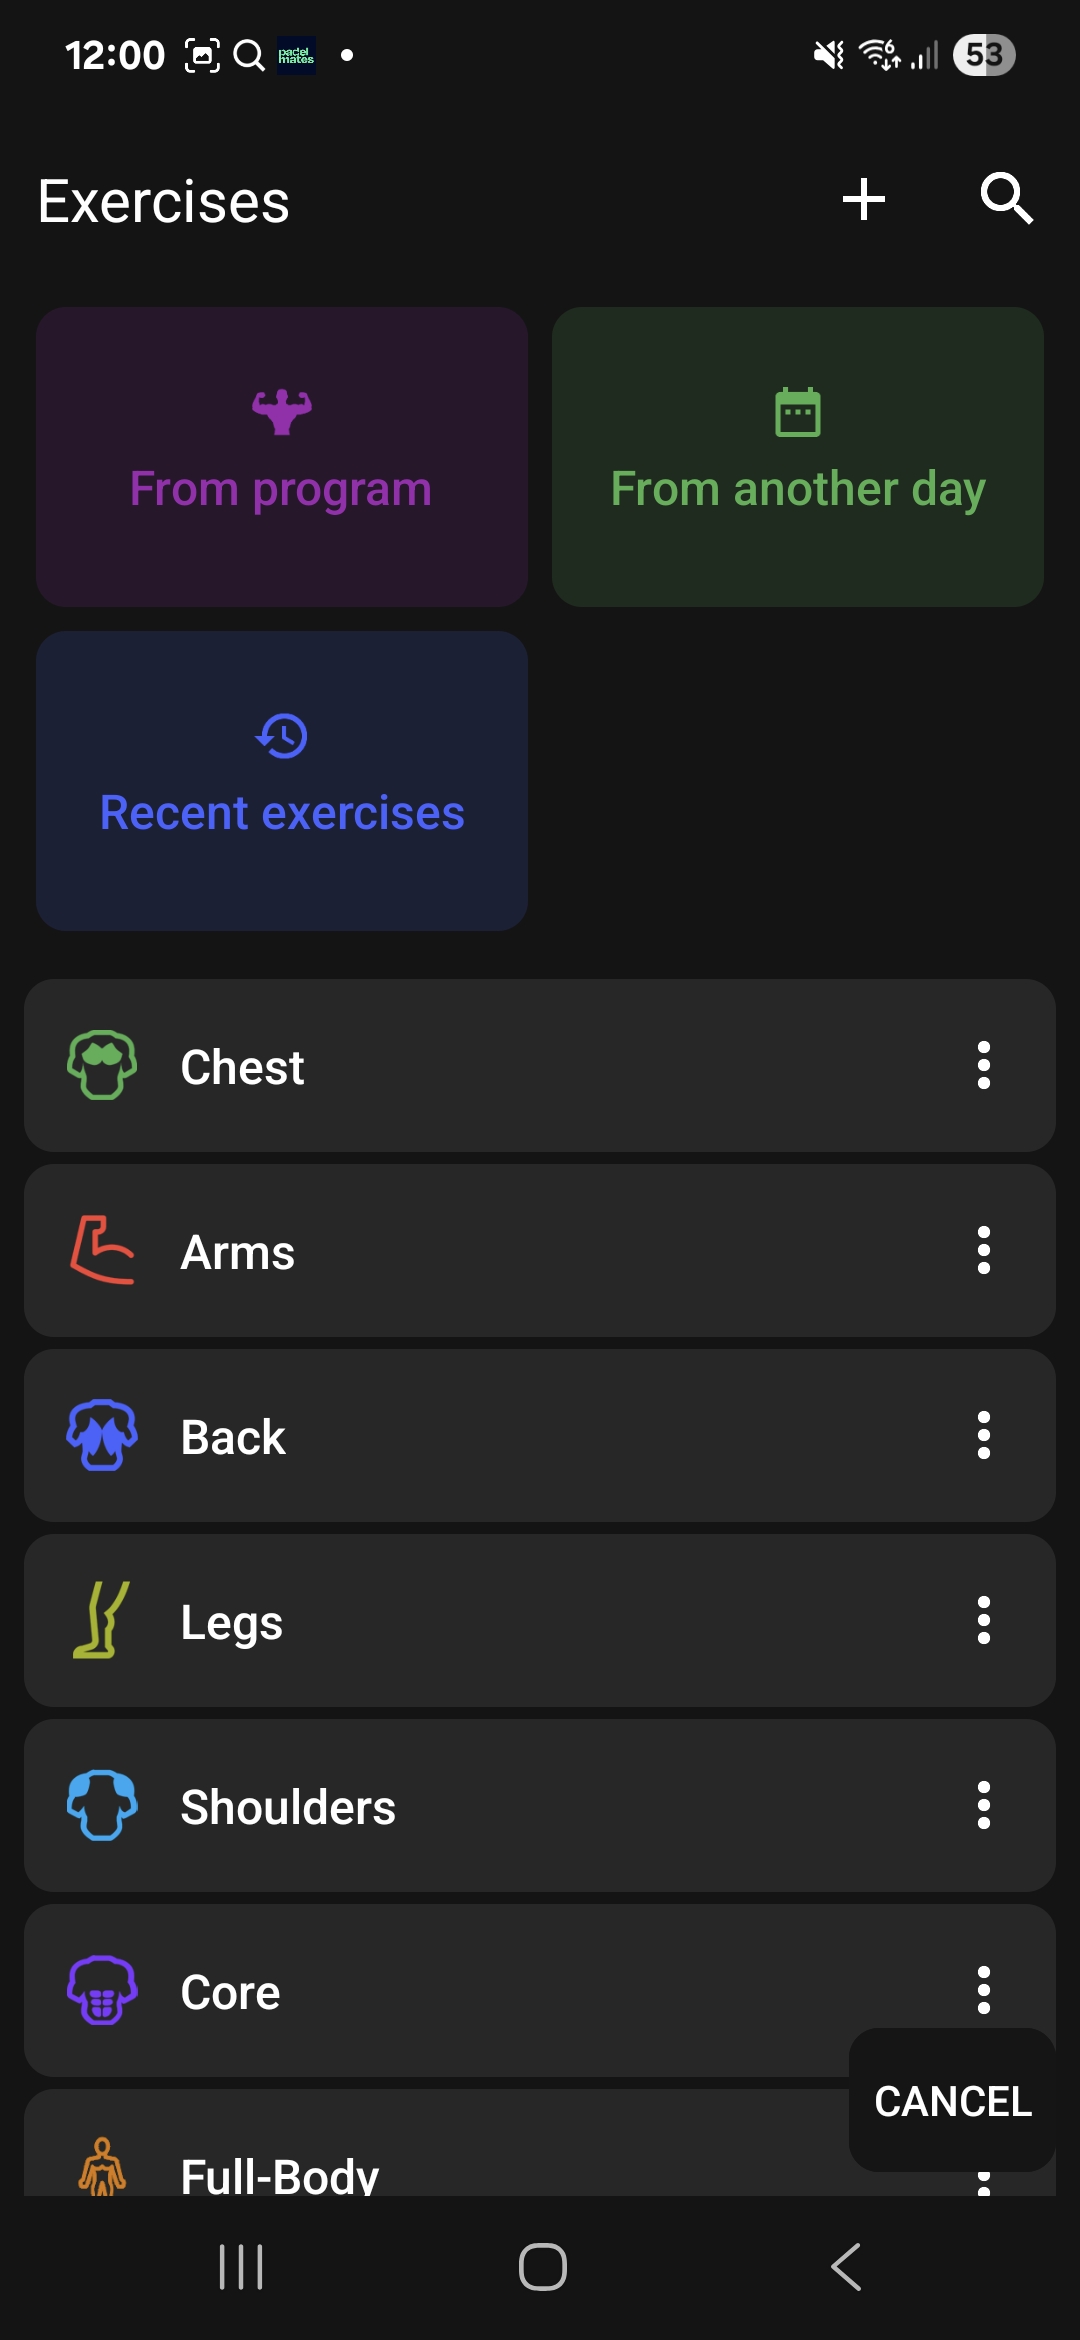 12:00
padel
mates
6
53
Exercises
From program
From another day
Recent exercises
Chest
Arms
Back
Legs
Shoulders
Core
CANCEL
Full-Body